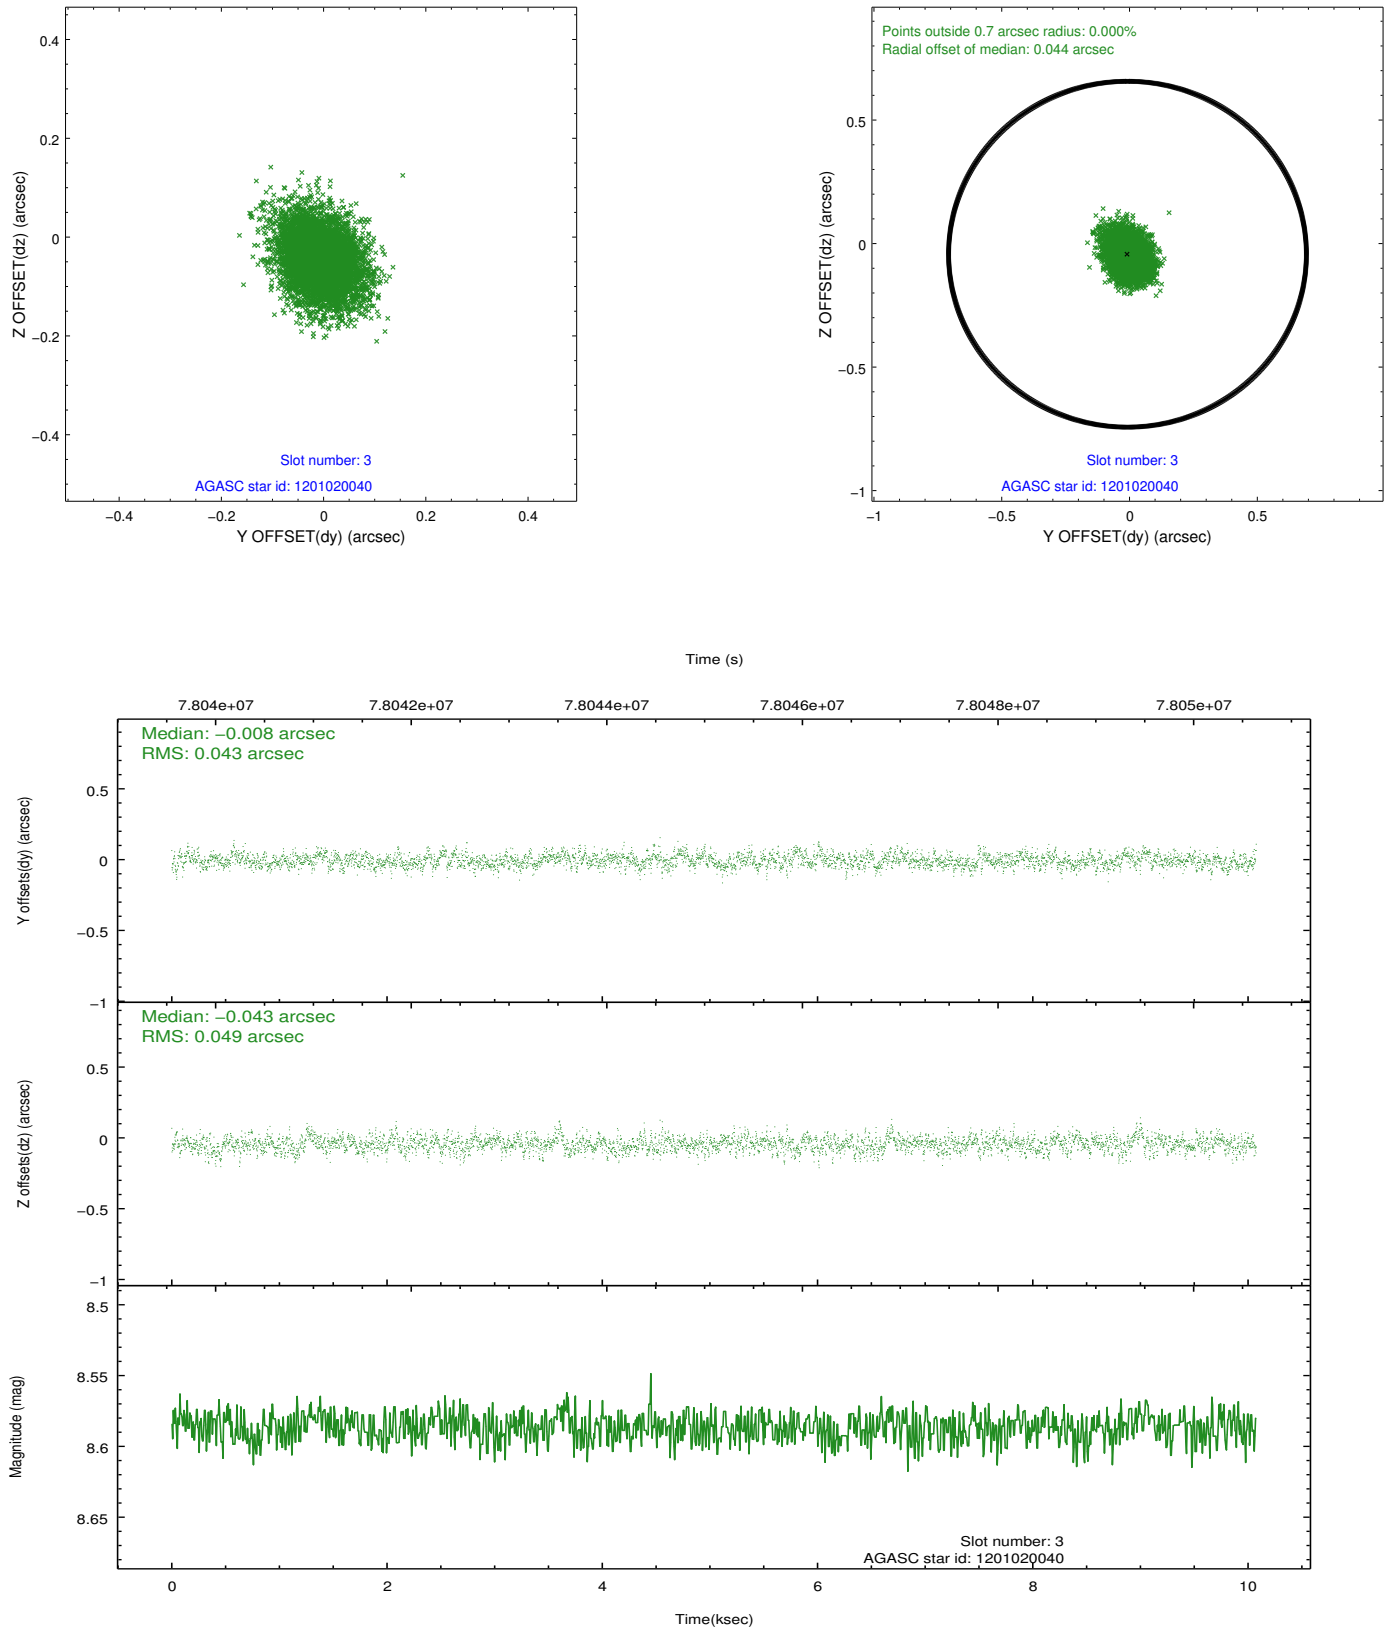 0.4
0.2
0
−0.2
−0.4
Z OFFSET(dz) (arcsec)
Slot number: 3
AGASC star id: 1201020040
−0.4 −0.2 0 0.2 0.4
Y OFFSET(dy) (arcsec)
Points outside 0.7 arcsec radius: 0.000%
Radial offset of median: 0.044 arcsec
0.5
0
−0.5
−1
Z OFFSET(dz) (arcsec)
Slot number: 3
AGASC star id: 1201020040
−1 −0.5 0 0.5
Y OFFSET(dy) (arcsec)
Time (s)
7.804e+07 7.8042e+07 7.8044e+07 7.8046e+07 7.8048e+07 7.805e+07
Median: −0.008 arcsec
RMS: 0.043 arcsec
0.5
0
−0.5
−1
Y offsets(dy) (arcsec)
Median: −0.043 arcsec
RMS: 0.049 arcsec
0.5
0
−0.5
−1
Z offsets(dz) (arcsec)
8.5
8.55
8.6
8.65
Magnitude (mag)
Slot number: 3
AGASC star id: 1201020040
0 2 4 6 8 10
Time(ksec)